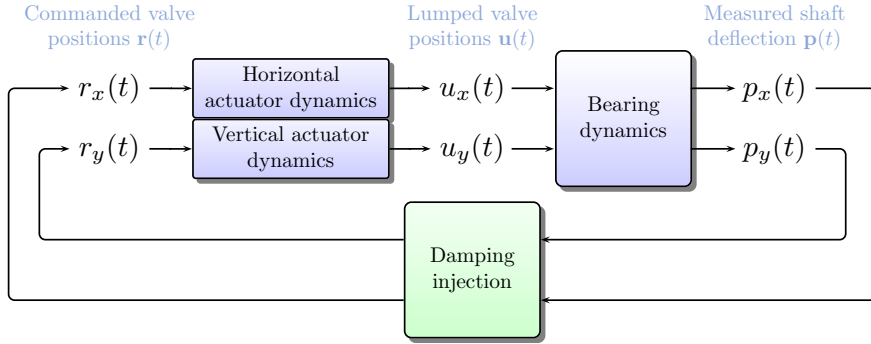 Commanded valve
positions r(t)
Lumped valve
positions u(t)
Measured shaft
deflection p(t)
r_x(t)
Horizontal
actuator dynamics
u_x(t)
Bearing
dynamics
p_x(t)
r_y(t)
Vertical actuator
dynamics
u_y(t)
p_y(t)
Damping
injection